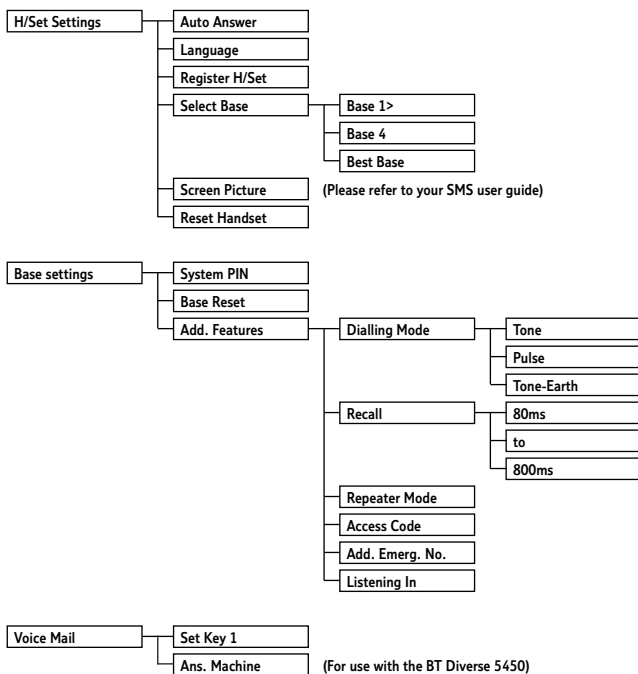 H/Set Settings
Auto Answer
Language
Register H/Set
Select Base
Base 1>
Base 4
Best Base
Screen Picture
(Please refer to your SMS user guide)
Reset Handset
Base settings
System PIN
Base Reset
Add. Features
Dialling Mode
Tone
Pulse
Tone-Earth
Recall
80ms
to
800ms
Repeater Mode
Access Code
Add. Emerg. No.
Listening In
Voice Mail
Set Key 1
Ans. Machine
(For use with the BT Diverse 5450)